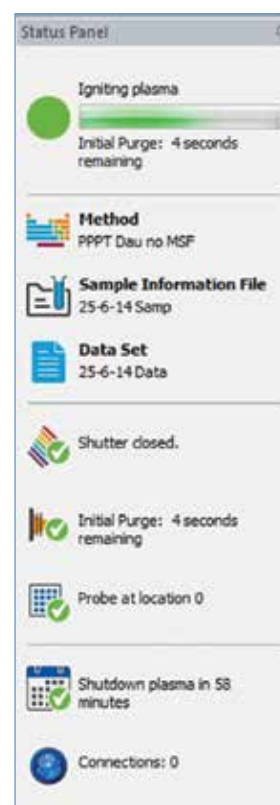 Status Panel
Igniting plasma
Initial Purge: 4 seconds
remaining
Method
PPPT Dau no MSF
Sample Information File
25-6-14 Samp
Data Set
25-6-14 Data
Shutter closed.
Initial Purge: 4 seconds
remaining
Probe at location 0
Shutdown plasma in 58
minutes
Connections: 0